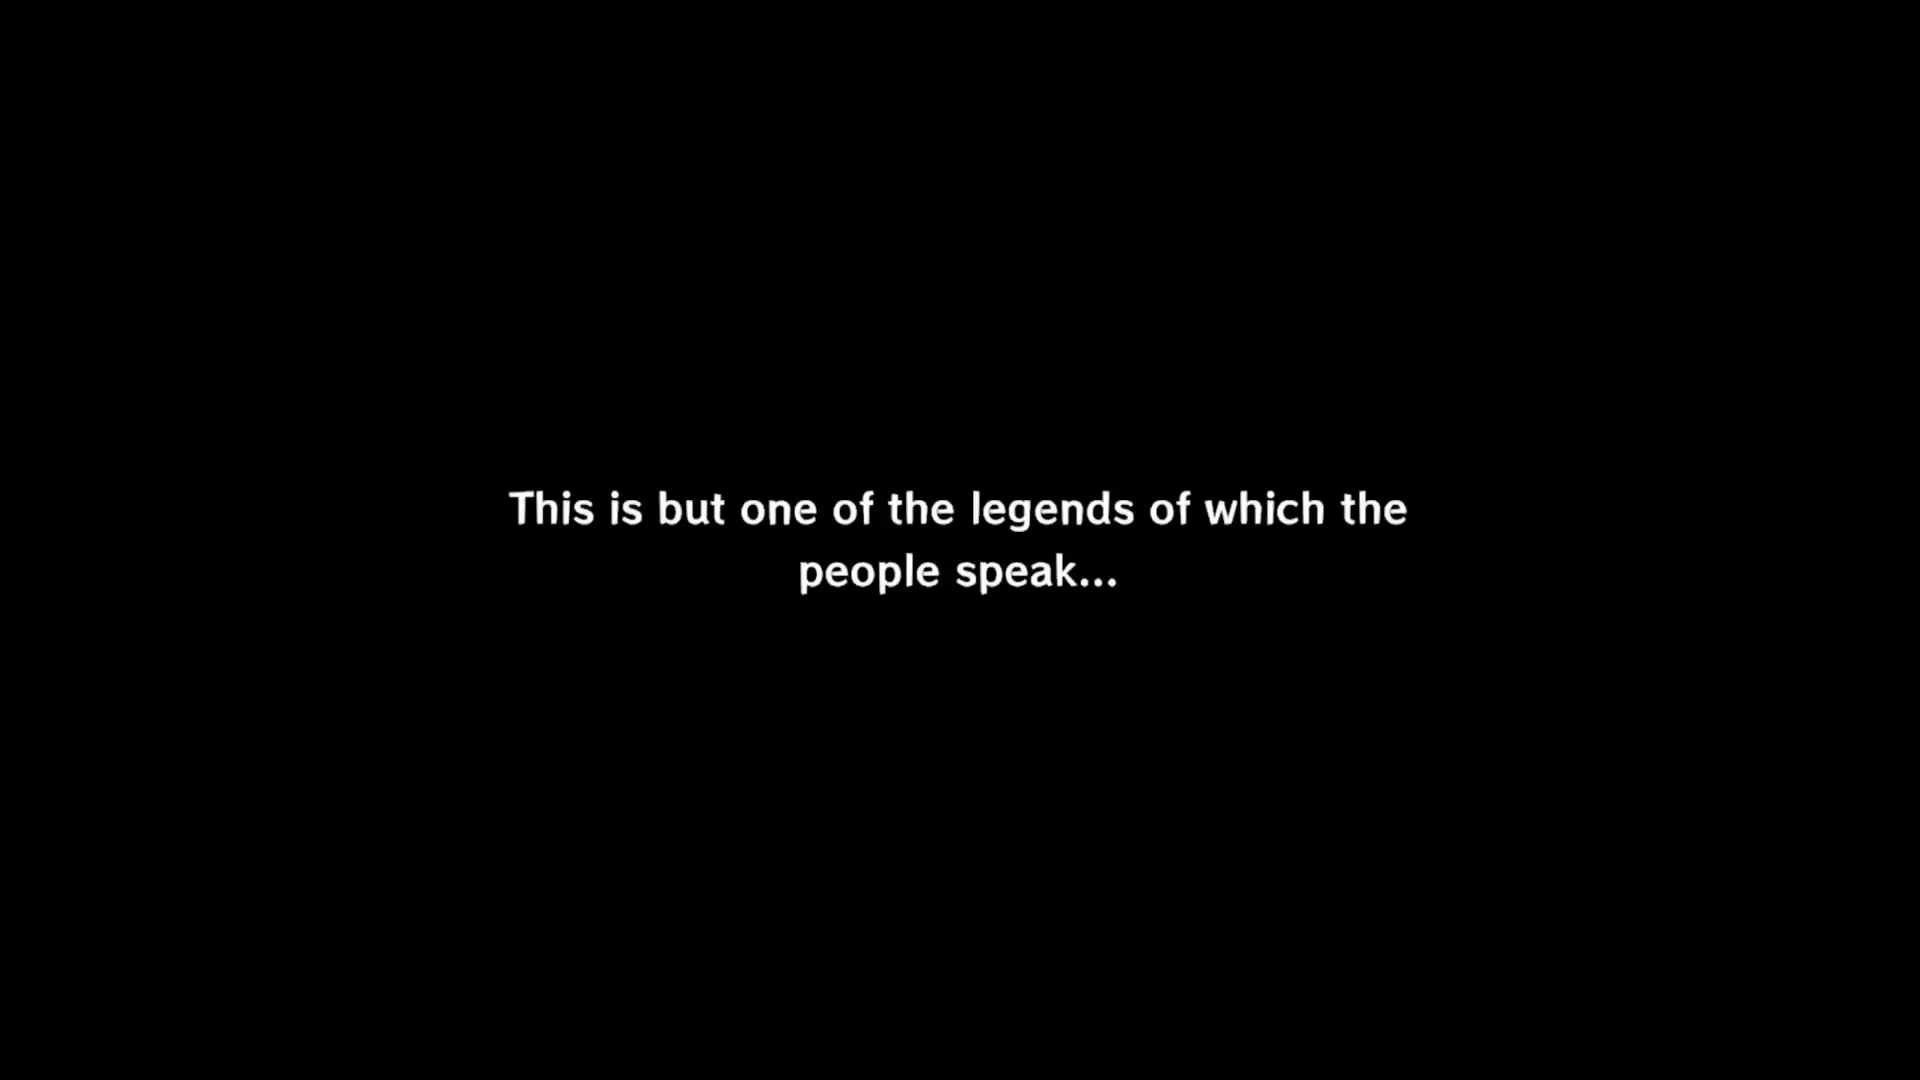 This is but one of the legends of which the
people speak...